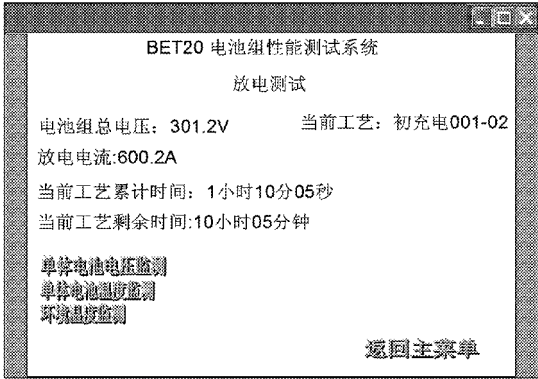 BET20 电池组性能测试系统
放电测试
电池组总电压：301.2V 当前工艺：初充电001-02
放电电流:600.2A
当前工艺累计时间：1小时10分05秒
当前工艺剩余时间:10小时05分钟
单体电池电压监测
单体电池温度监测
环境温度监测
返回主菜单